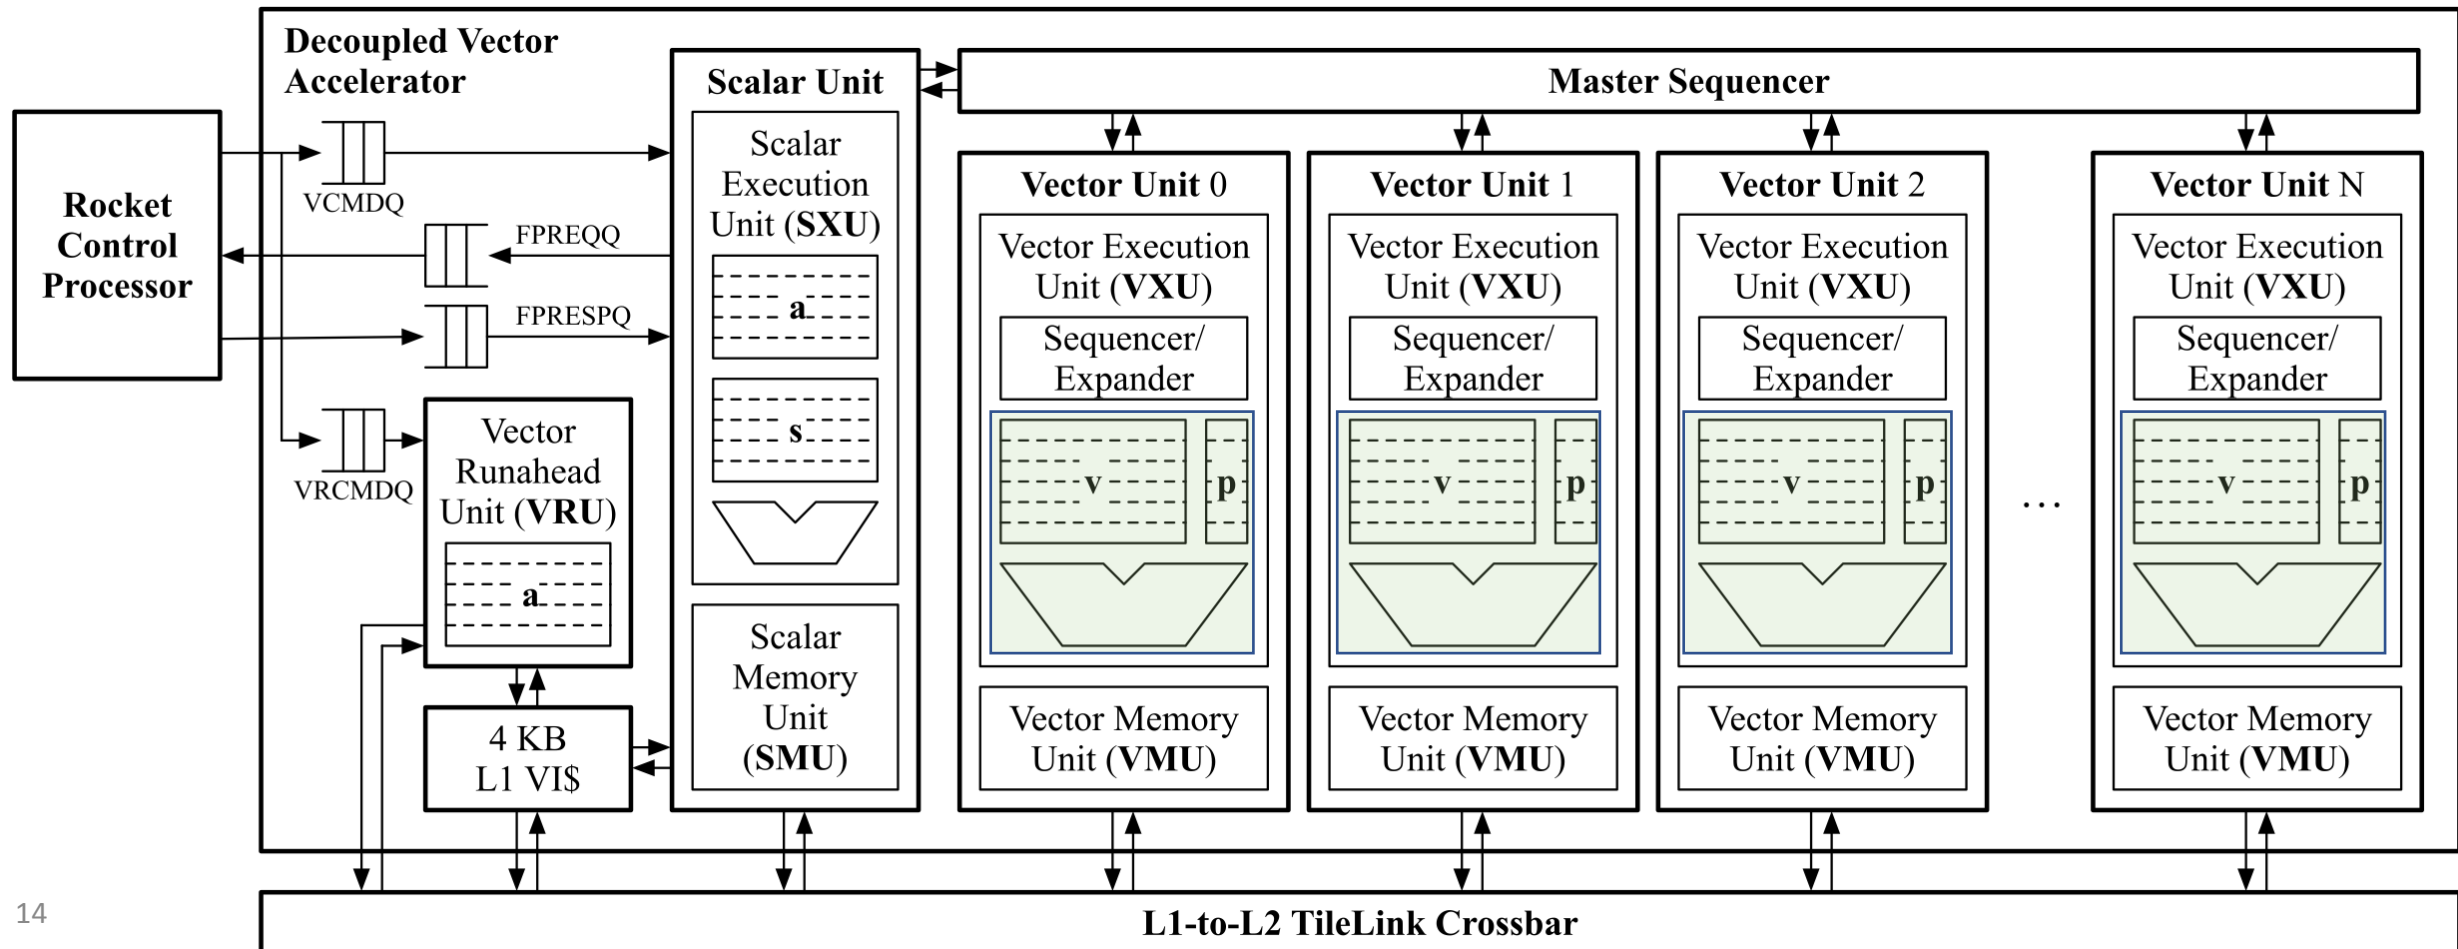 Decoupled Vector
Accelerator
Rocket
Control
Processor
VCMDQ
FPREQQ
FPRESPQ
VRCMDQ
Vector
Runahead
Unit (VRU)
a
4 KB
L1 VI$
Scalar Unit
Scalar
Execution
Unit (SXU)
a
s
Scalar
Memory
Unit
(SMU)
Master Sequencer
Vector Unit 0
Vector Execution
Unit (VXU)
Sequencer/
Expander
v
p
Vector Memory
Unit (VMU)
Vector Unit 1
Vector Execution
Unit (VXU)
Sequencer/
Expander
v
p
Vector Memory
Unit (VMU)
Vector Unit 2
Vector Execution
Unit (VXU)
Sequencer/
Expander
v
p
Vector Memory
Unit (VMU)
...
Vector Unit N
Vector Execution
Unit (VXU)
Sequencer/
Expander
v
p
Vector Memory
Unit (VMU)
L1-to-L2 TileLink Crossbar
14